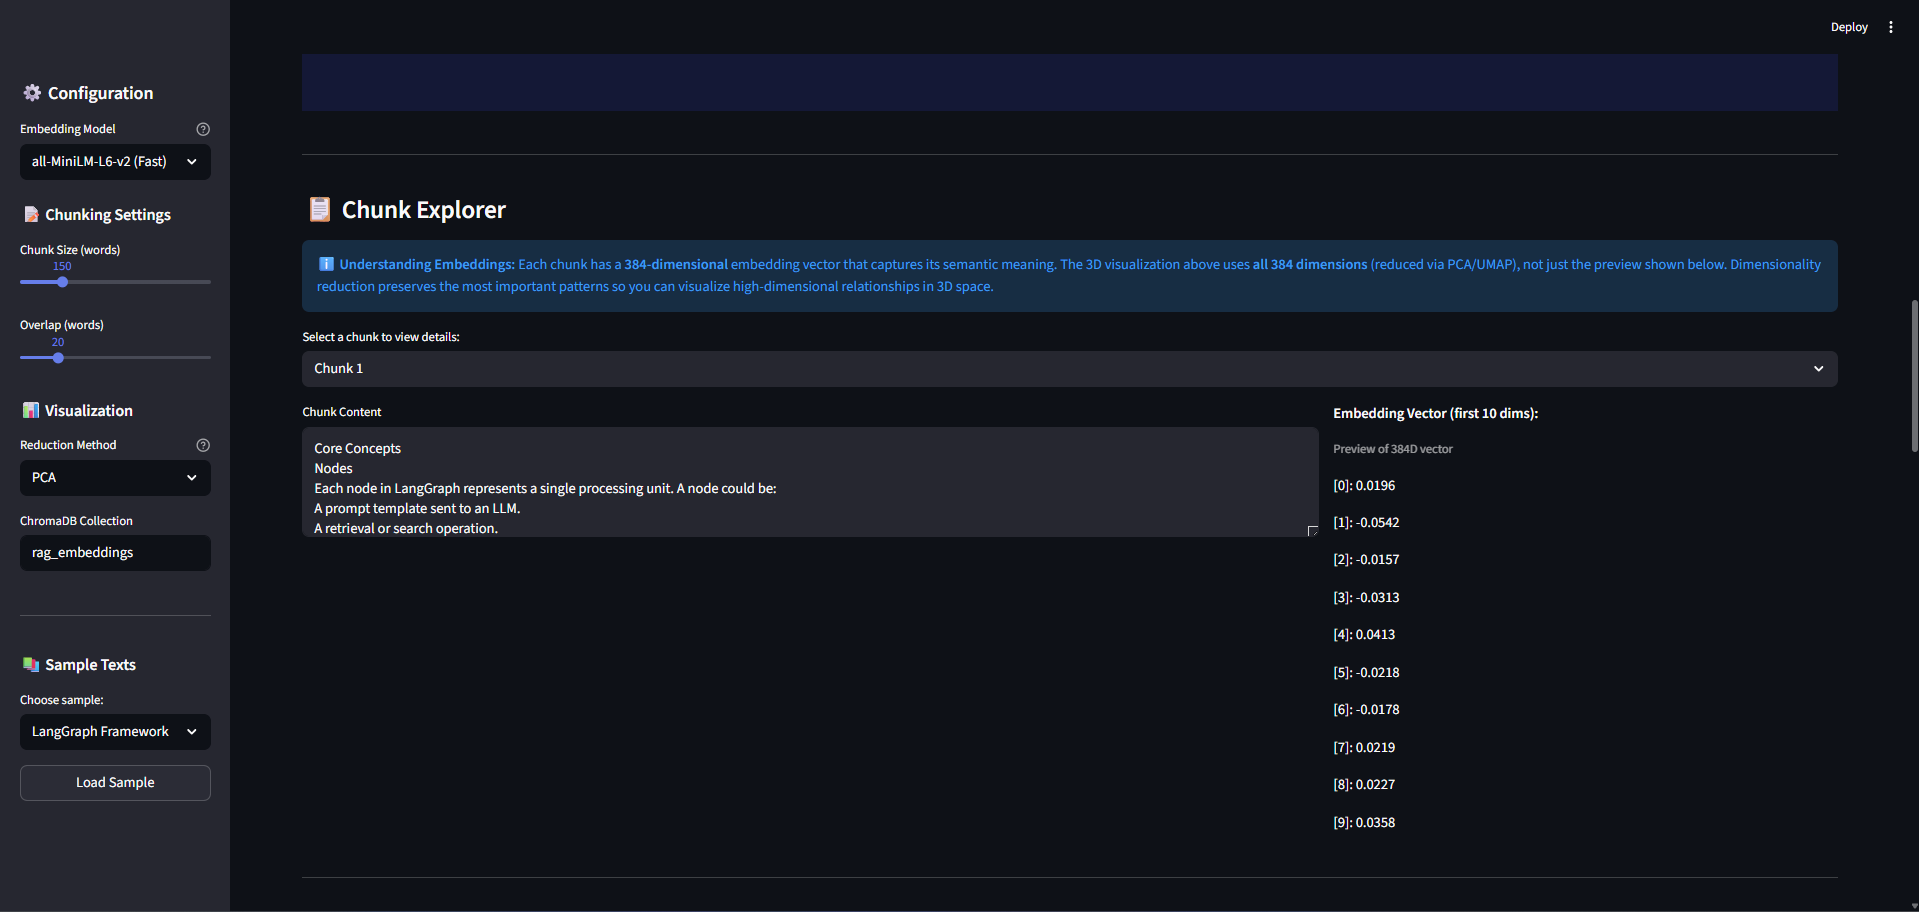 Deploy
Configuration
Embedding Model
all-MiniLM-L6-v2 (Fast)
Chunking Settings
Chunk Size (words)
150
Overlap (words)
20
Visualization
Reduction Method
PCA
ChromaDB Collection
rag_embeddings
Sample Texts
Choose sample:
LangGraph Framework
Load Sample
Chunk Explorer
Understanding Embeddings: Each chunk has a 384-dimensional embedding vector that captures its semantic meaning. The 3D visualization above uses all 384 dimensions (reduced via PCA/UMAP), not just the preview shown below. Dimensionality
reduction preserves the most important patterns so you can visualize high-dimensional relationships in 3D space.
Select a chunk to view details:
Chunk 1
Chunk Content
Core Concepts
Nodes
Each node in LangGraph represents a single processing unit. A node could be:
A prompt template sent to an LLM.
A retrieval or search operation.
Embedding Vector (first 10 dims):
Preview of 384D vector
[0]: 0.0196
[1]: -0.0542
[2]: -0.0157
[3]: -0.0313
[4]: 0.0413
[5]: -0.0218
[6]: -0.0178
[7]: 0.0219
[8]: 0.0227
[9]: 0.0358